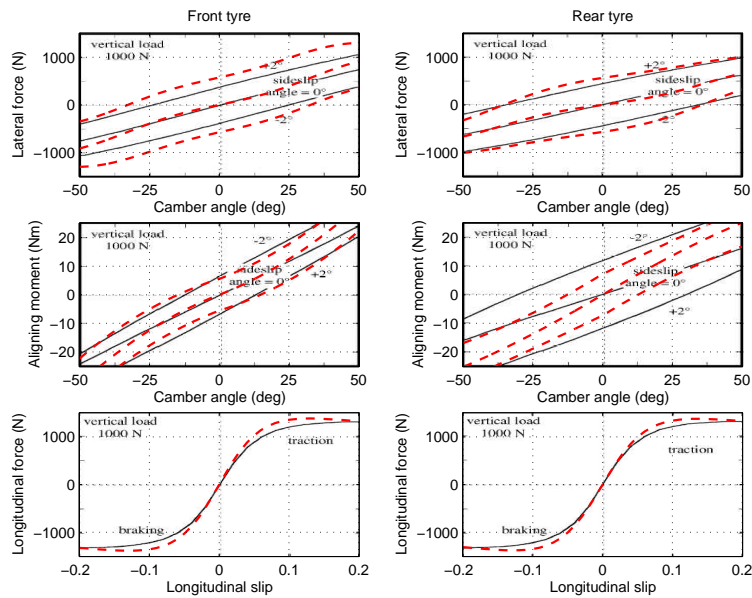 Front tyre
Rear tyre
Lateral force (N)
1000
0
−1000
vertical load
1000 N
+2°
sideslip
angle = 0°
-2°
−50
−25
0
25
50
Camber angle (deg)
Lateral force (N)
1000
0
−1000
vertical load
1000 N
+2°
sideslip
angle = 0°
-2°
−50
−25
0
25
50
Camber angle (deg)
Aligning moment (Nm)
20
10
0
−10
−20
vertical load
1000 N
-2°
sideslip
angle = 0°
+2°
−50
−25
0
25
50
Camber angle (deg)
Aligning moment (Nm)
20
10
0
−10
−20
vertical load
1000 N
-2°
sideslip
angle = 0°
+2°
−50
−25
0
25
50
Camber angle (deg)
Longitudinal force (N)
1000
0
−1000
vertical load
1000 N
traction
braking
−0.2
−0.1
0.0
0.1
0.2
Longitudinal slip
Longitudinal force (N)
1000
0
−1000
vertical load
1000 N
traction
braking
−0.2
−0.1
0.0
0.1
0.2
Longitudinal slip